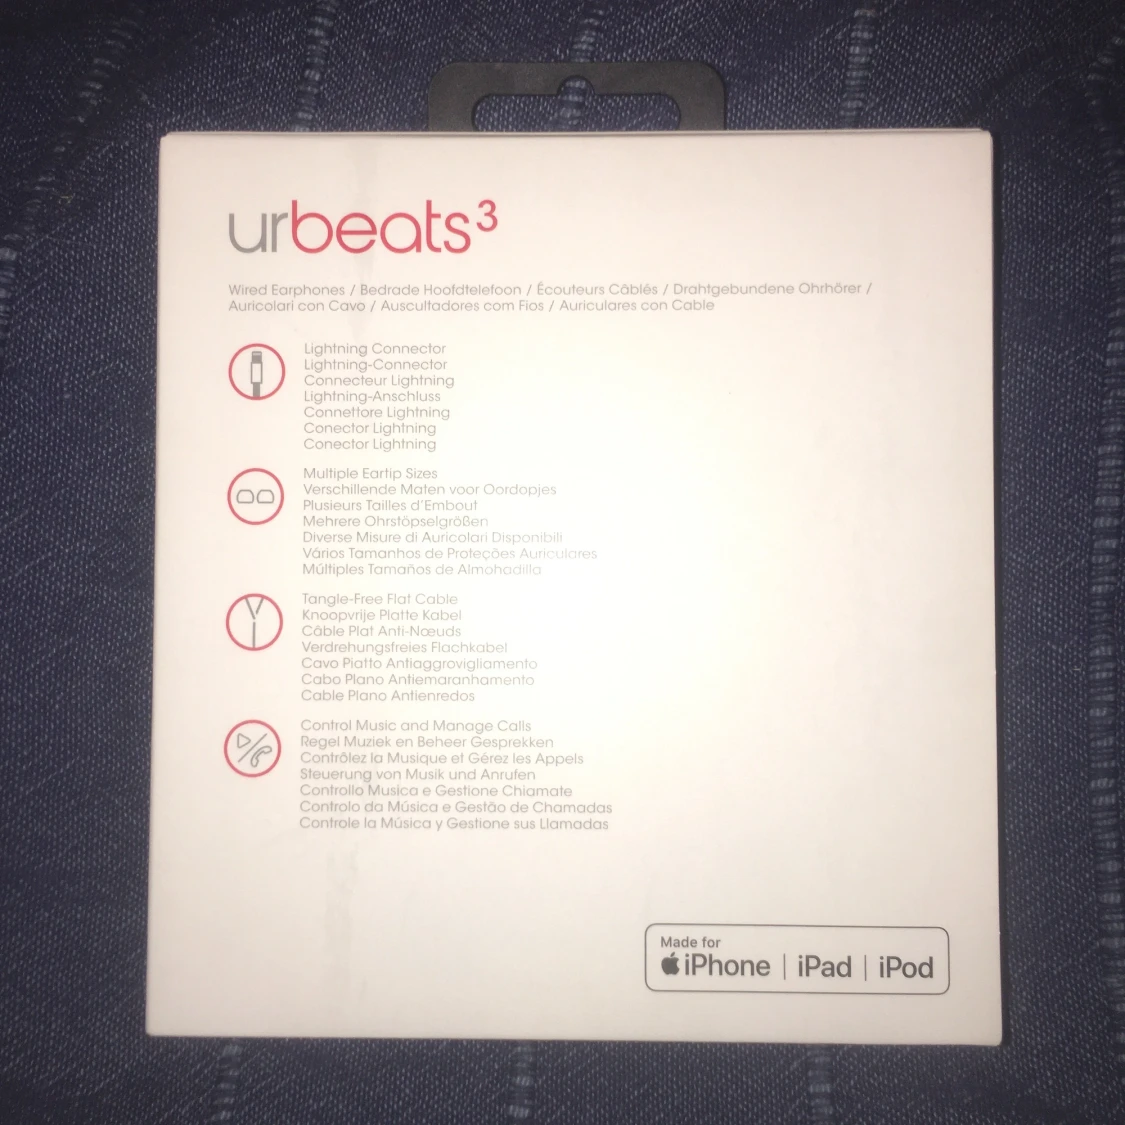 urbeats³
Wired Earphones / Bedrade Hoofdtelefoon / Écouteurs Câblés / Drahtgebundene Ohrhörer /
Auricolari con Cavo / Auscultadores com Fios / Auriculares con Cable
Lightning Connector
Lightning-Connector
Connecteur Lightning
Lightning-Anschluss
Connettore Lightning
Conector Lightning
Conector Lightning
Multiple Eartip Sizes
Verschillende Maten voor Oordopjes
Plusieurs Tailles d'Embout
Mehrere Ohrstöpselgrößen
Diverse Misure di Auricolari Disponibili
Vários Tamanhos de Proteções Auriculares
Múltiples Tamaños de Almohadilla
Tangle-Free Flat Cable
Knoopvrije Platte Kabel
Câble Plat Anti-Nœuds
Verdrehungsfreies Flachkabel
Cavo Piatto Antiaggrovigliamento
Cabo Plano Antiemaranhamento
Cable Plano Antienredos
Control Music and Manage Calls
Regel Muziek en Beheer Gesprekken
Contrôlez la Musique et Gérez les Appels
Steuerung von Musik und Anrufen
Controllo Musica e Gestione Chiamate
Controlo da Música e Gestão de Chamadas
Controle la Música y Gestione sus Llamadas
Made for
iPhone | iPad | iPod